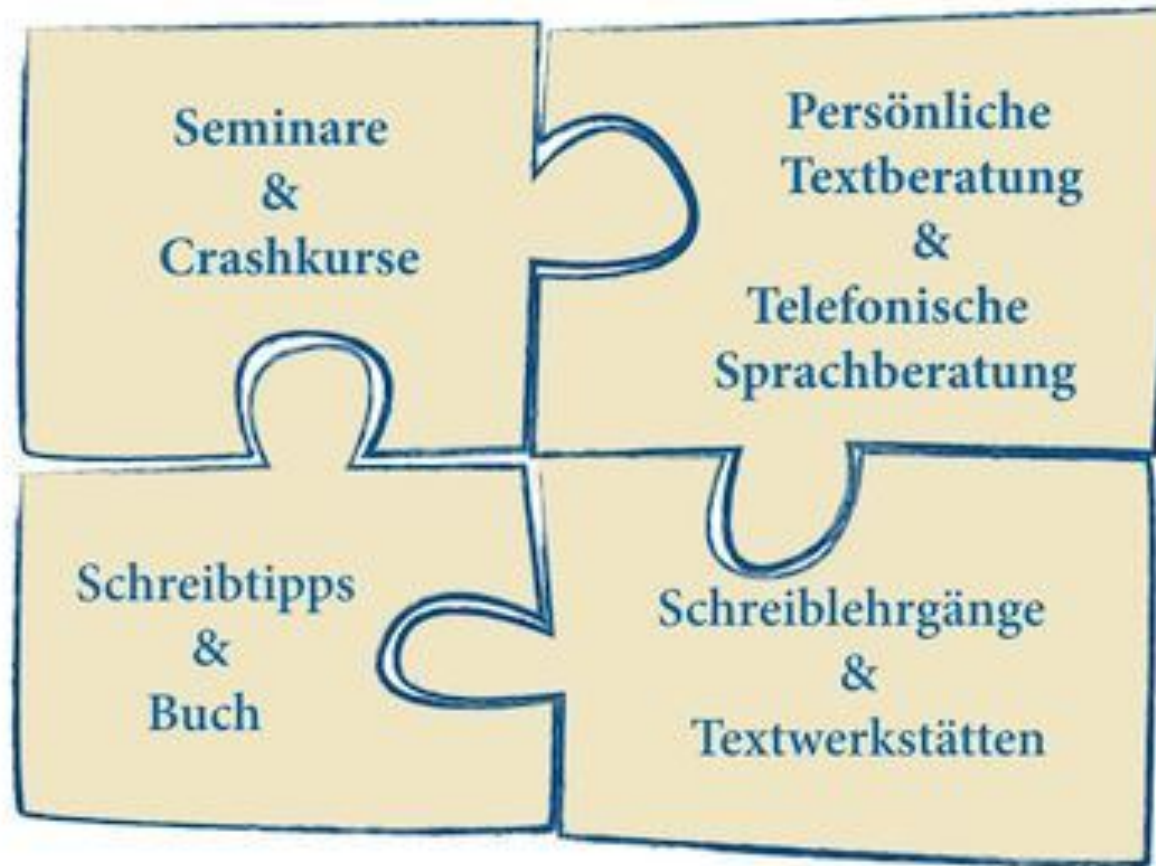 Seminare
&
Crashkurse
Persönliche
Textberatung
&
Telefonische
Sprachberatung
Schreibtipps
&
Buch
Schreiblehrgänge
&
Textwerkstätten